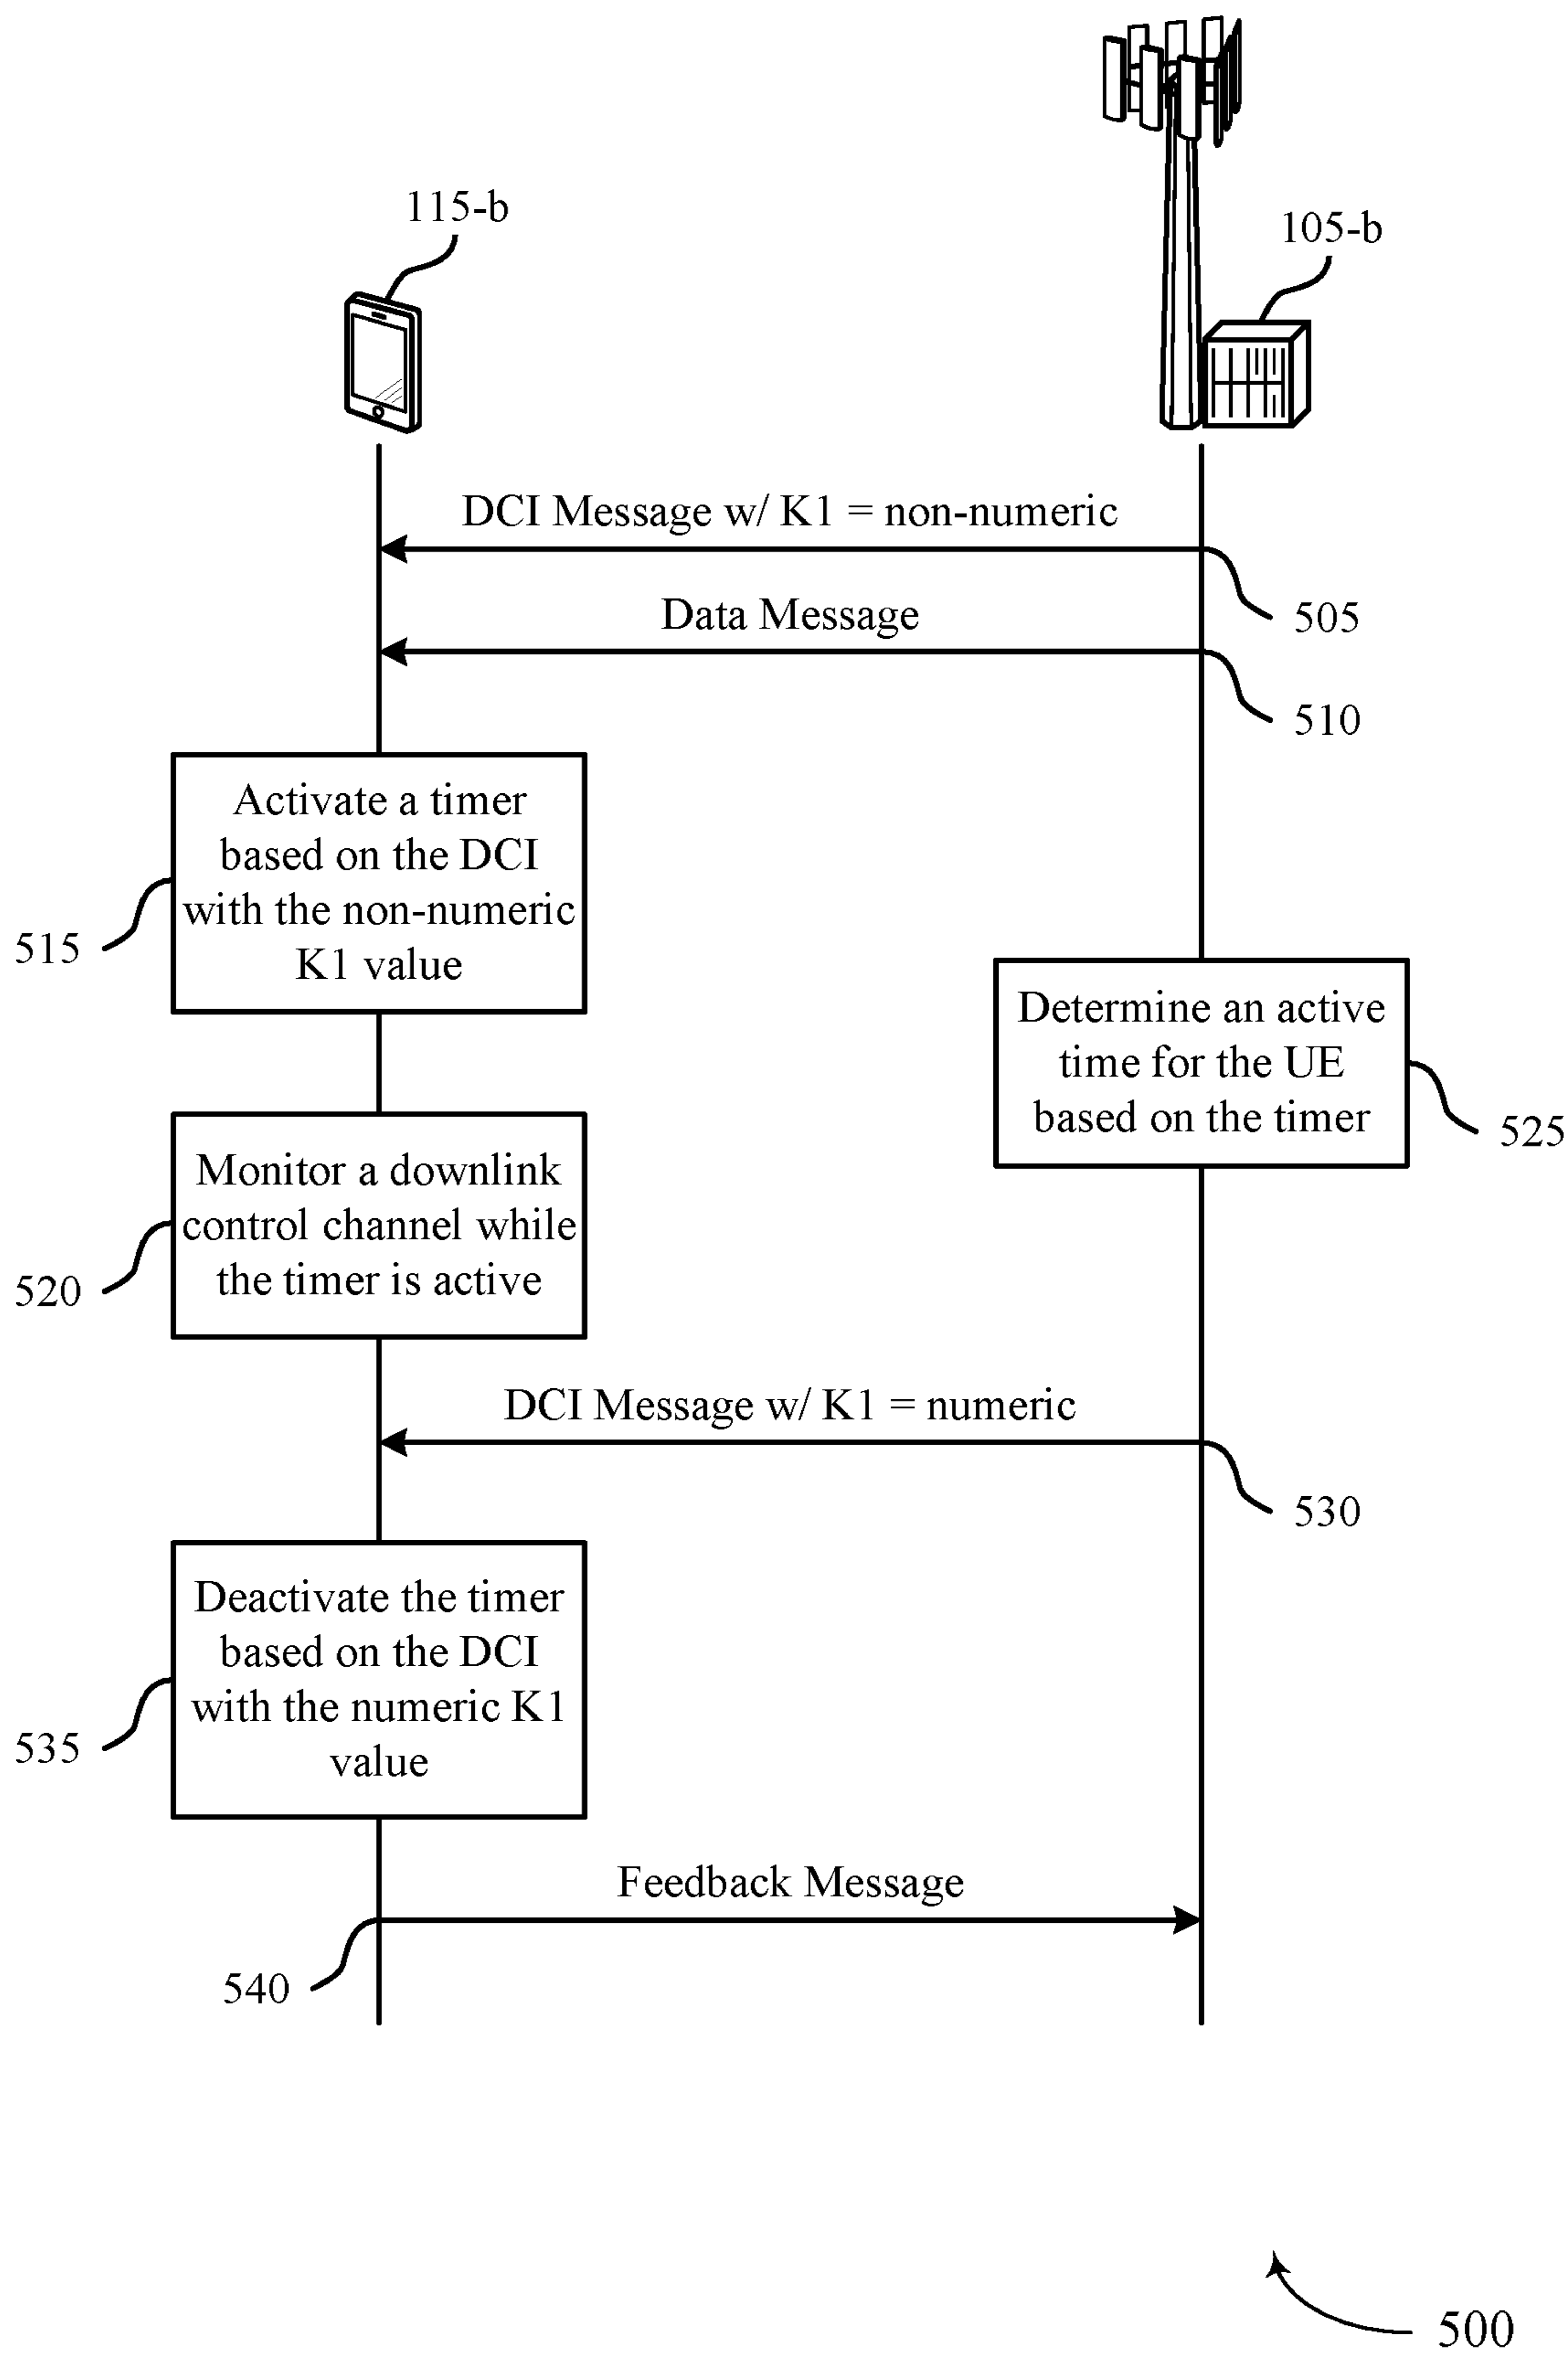 115-b
105-b
DCI Message w/ K1 = non-numeric
505
Data Message
510
Activate a timer
based on the DCI
with the non-numeric
K1 value
515
Determine an active
time for the UE
based on the timer
525
Monitor a downlink
control channel while
the timer is active
520
DCI Message w/ K1 = numeric
530
Deactivate the timer
based on the DCI
with the numeric K1
value
535
Feedback Message
540
500